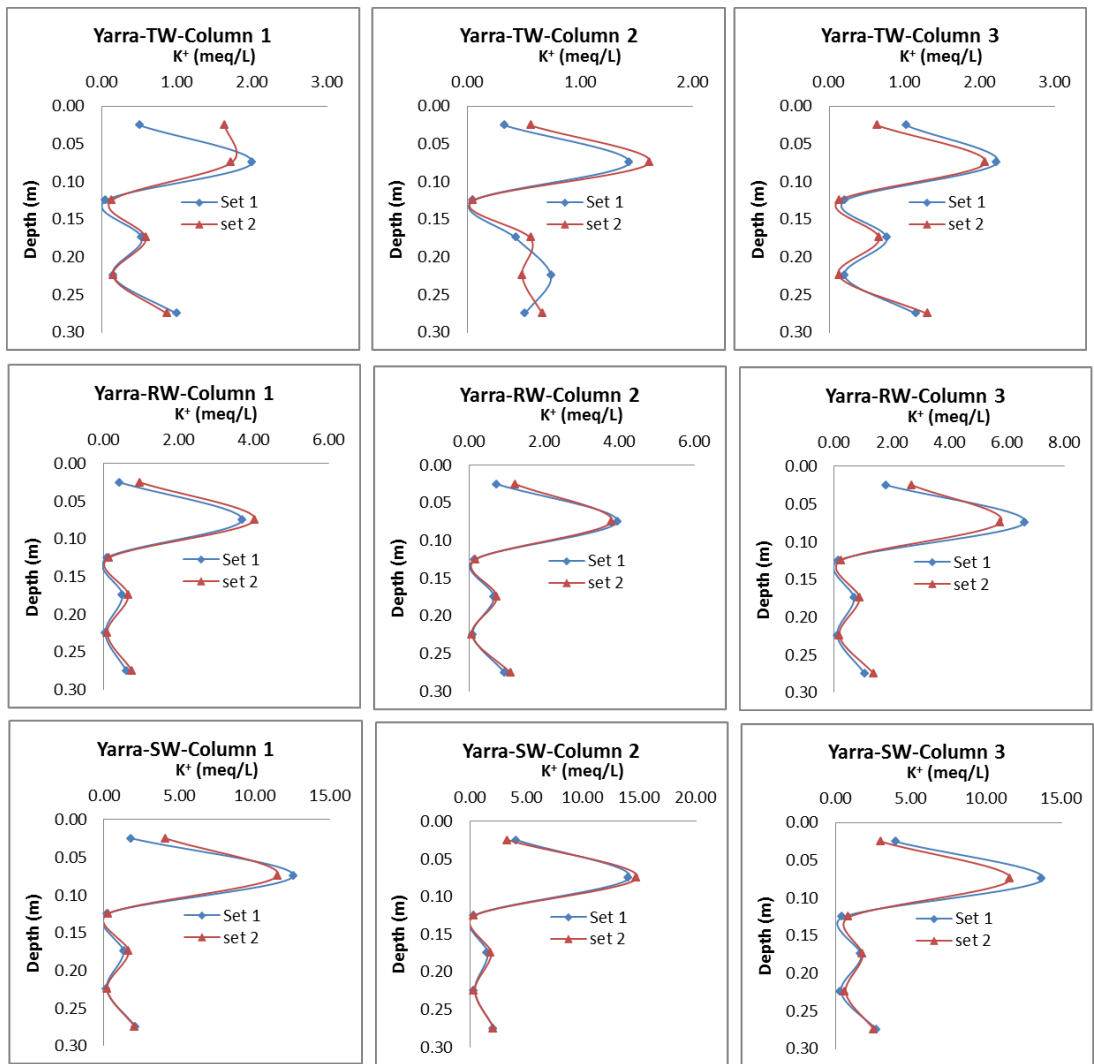 Yarra-TW-Column 1
K⁺ (meq/L)
0.00 1.00 2.00 3.00
0.00
0.05
0.10
0.15
0.20
0.25
0.30
Depth (m)
Set 1
set 2
Yarra-TW-Column 2
K⁺ (meq/L)
0.00 1.00 2.00
0.00
0.05
0.10
0.15
0.20
0.25
0.30
Depth (m)
Set 1
set 2
Yarra-TW-Column 3
K⁺ (meq/L)
0.00 1.00 2.00 3.00
0.00
0.05
0.10
0.15
0.20
0.25
0.30
Depth (m)
Set 1
set 2
Yarra-RW-Column 1
K⁺ (meq/L)
0.00 2.00 4.00 6.00
0.00
0.05
0.10
0.15
0.20
0.25
0.30
Depth (m)
Set 1
set 2
Yarra-RW-Column 2
K⁺ (meq/L)
0.00 2.00 4.00 6.00
0.00
0.05
0.10
0.15
0.20
0.25
0.30
Depth (m)
Set 1
set 2
Yarra-RW-Column 3
K⁺ (meq/L)
0.00 2.00 4.00 6.00 8.00
0.00
0.05
0.10
0.15
0.20
0.25
0.30
Depth (m)
Set 1
set 2
Yarra-SW-Column 1
K⁺ (meq/L)
0.00 5.00 10.00 15.00
0.00
0.05
0.10
0.15
0.20
0.25
0.30
Depth (m)
Set 1
set 2
Yarra-SW-Column 2
K⁺ (meq/L)
0.00 5.00 10.00 15.00 20.00
0.00
0.05
0.10
0.15
0.20
0.25
0.30
Depth (m)
Set 1
set 2
Yarra-SW-Column 3
K⁺ (meq/L)
0.00 5.00 10.00 15.00
0.00
0.05
0.10
0.15
0.20
0.25
0.30
Depth (m)
Set 1
set 2